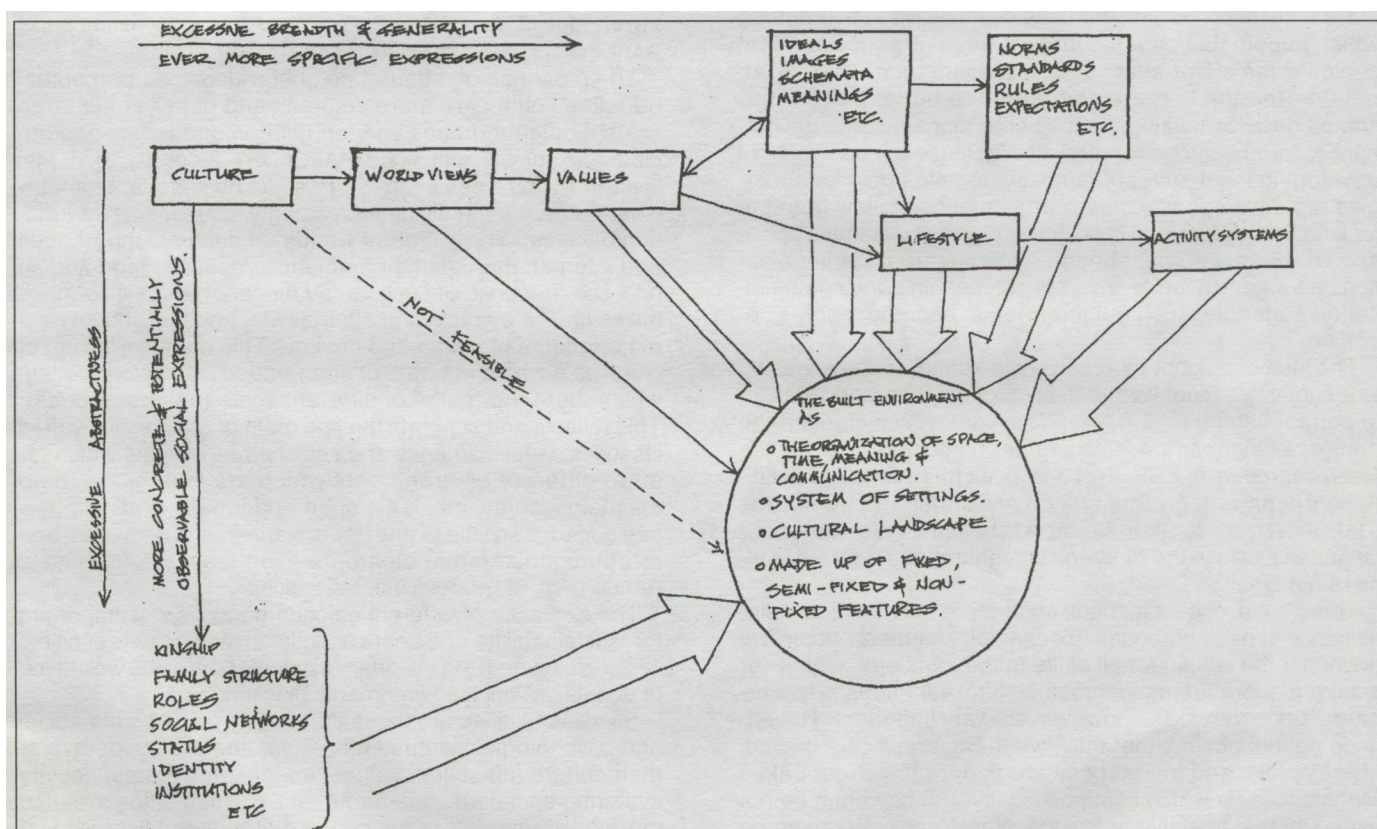 EXCESSIVE BREADTH & GENERALITY
EVER MORE SPECIFIC EXPRESSIONS
IDEALS
IMAGES
SCHEMATA
MEANINGS
ETC.
NORMS
STANDARDS
RULES
EXPECTATIONS
ETC.
CULTURE
WORLD VIEWS
VALUES
LIFESTYLE
ACTIVITY SYSTEMS
EXCESSIVE ABSTRACTNESS
MORE CONCRETE & POTENTIALLY
OBSERVABLE SOCIAL EXPRESSIONS.
NOT FEASIBLE
THE BUILT ENVIRONMENT
AS
THE ORGANIZATION OF SPACE,
TIME, MEANING &
COMMUNICATION
SYSTEM OF SETTINGS.
CULTURAL LANDSCAPE
MADE UP OF FIXED,
SEMI-FIXED & NON-
FIXED FEATURES.
KINSHIP
FAMILY STRUCTURE
ROLES
SOCIAL NETWORKS
STATUS
IDENTITY
INSTITUTIONS
ETC